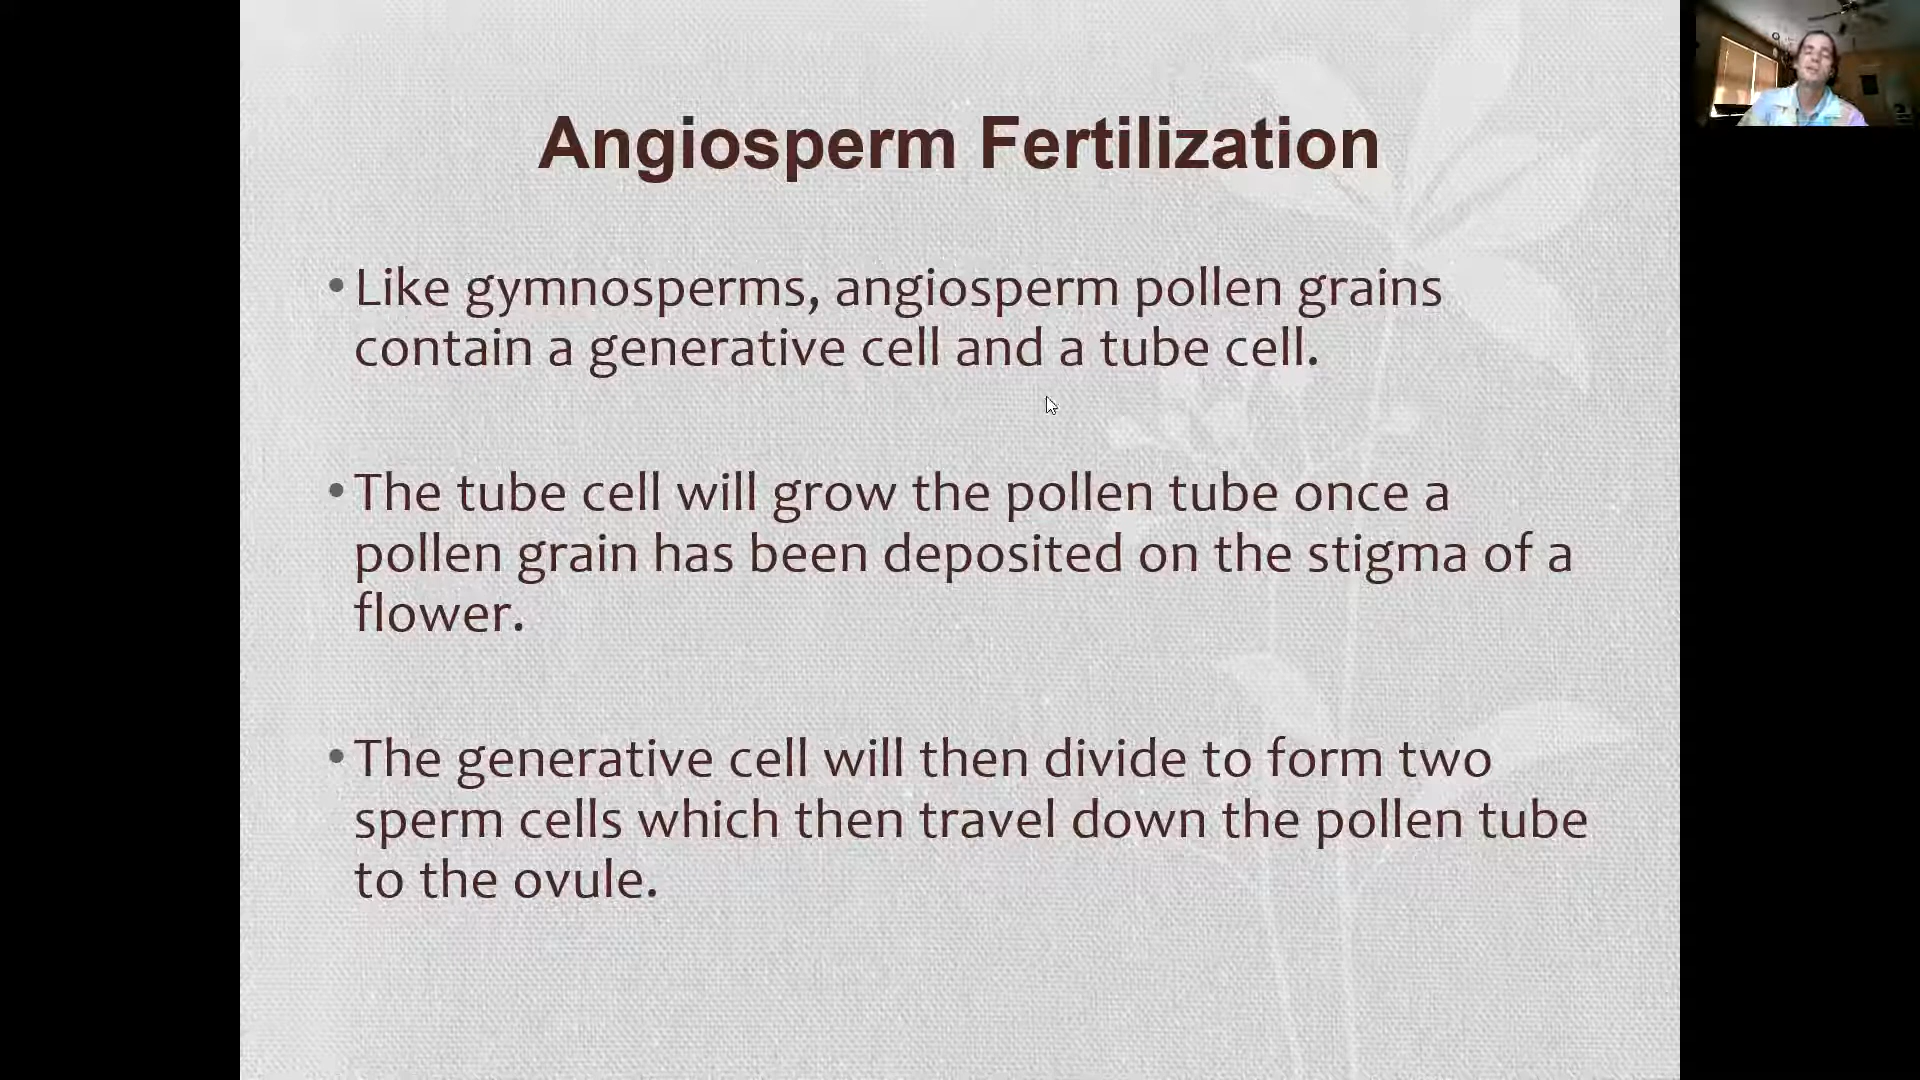 Angiosperm Fertilization
• Like gymnosperms, angiosperm pollen grains
contain a generative cell and a tube cell.
• The tube cell will grow the pollen tube once a
pollen grain has been deposited on the stigma of a
flower.
• The generative cell will then divide to form two
sperm cells which then travel down the pollen tube
to the ovule.